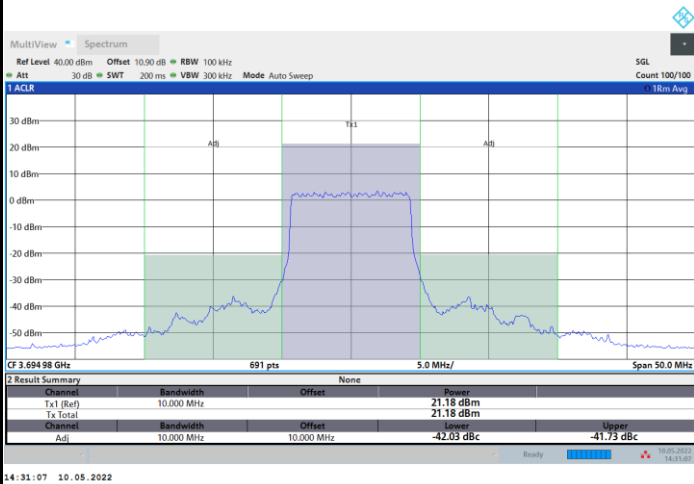 MultiView Spectrum
Ref Level 40.00 dBm Offset 10.90 dB RBW 100 kHz SGL
Att 30 dB SWT 200 ms VBW 300 kHz Mode Auto Sweep Count 100/100
1 ACLR 1Rm Avg
30 dBm
Tx1
20 dBm
Adj Adj
10 dBm
0 dBm
-10 dBm
-20 dBm
-30 dBm
-40 dBm
-50 dBm
CF 3.69498 GHz 691 pts 5.0 MHz/ Span 50.0 MHz
2 Result Summary None
Channel Bandwidth Offset Power
Tx1 (Ref) 10.000 MHz 21.18 dBm
Tx Total 21.18 dBm
Channel Bandwidth Offset Lower Upper
Adj 10.000 MHz 10.000 MHz -42.03 dBc -41.73 dBc
Ready 10.05.2022
14:31:07
14:31:07 10.05.2022